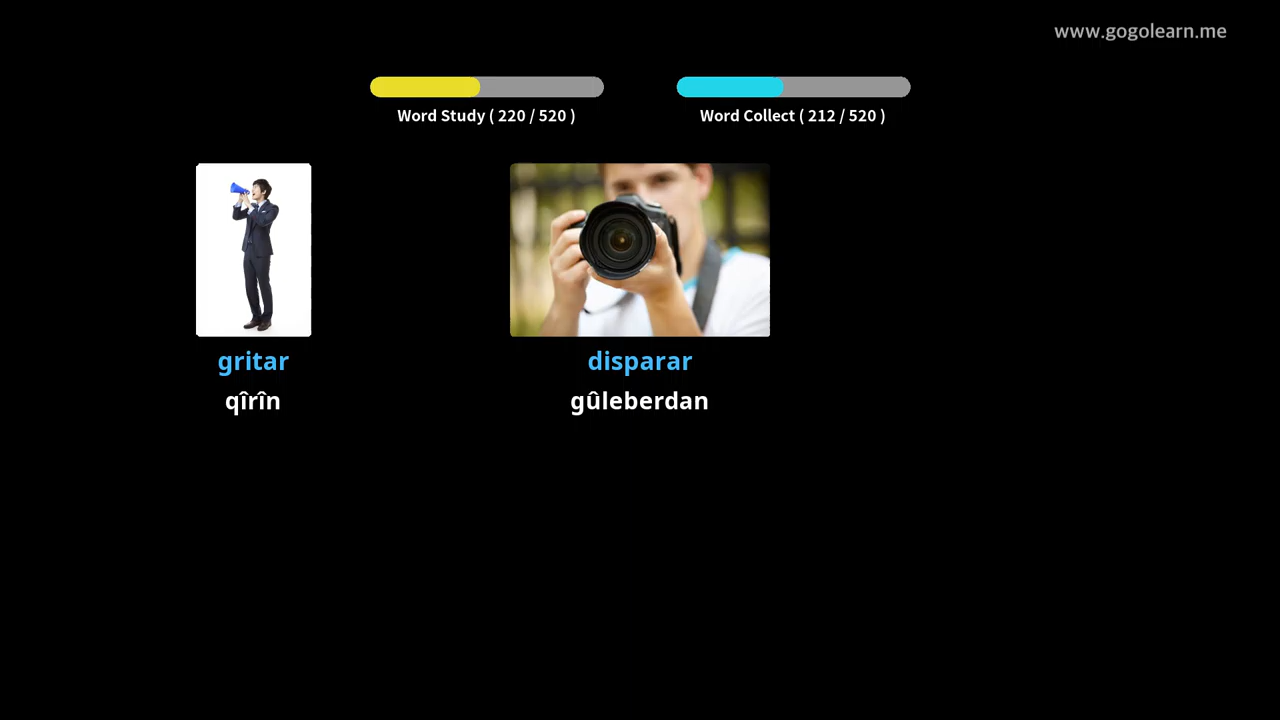 www.gogolearn.me
Word Study ( 220 / 520 )
Word Collect ( 212 / 520 )
gritar
qîrîn
disparar
gûleberdan